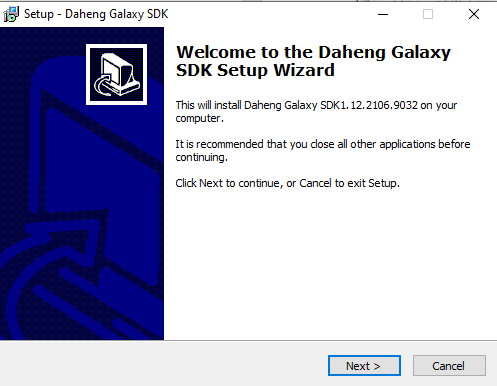 Setup - Daheng Galaxy SDK
Welcome to the Daheng Galaxy
SDK Setup Wizard
This will install Daheng Galaxy SDK1.12.2106.9032 on your
computer.
It is recommended that you close all other applications before
continuing.
Click Next to continue, or Cancel to exit Setup.
Next >
Cancel